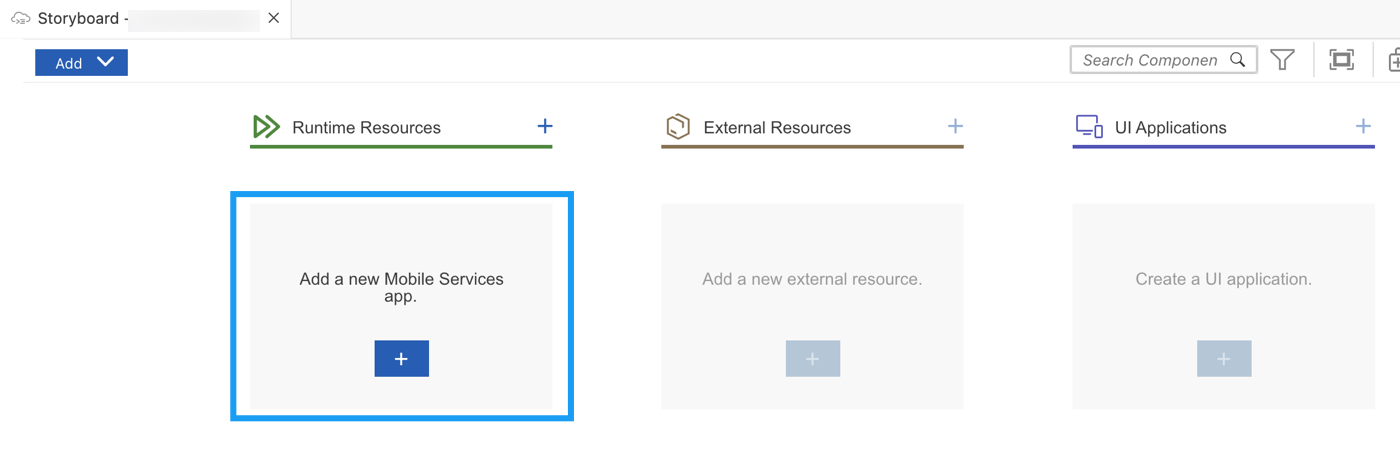 Storyboard -
Add
Search Componen
Runtime Resources
External Resources
UI Applications
Add a new Mobile Services
app.
Add a new external resource.
Create a UI application.